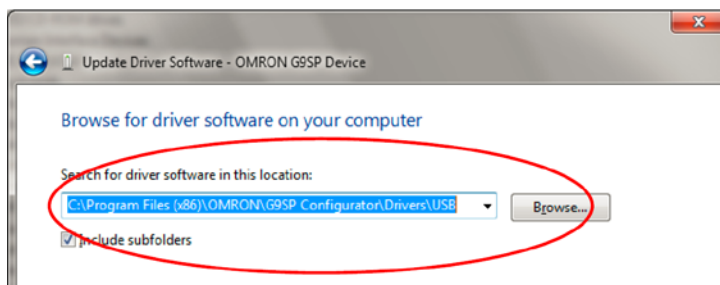 Update Driver Software - OMRON G9SP Device
Browse for driver software on your computer
Search for driver software in this location:
C:\Program Files (x86)\OMRON\G9SP Configurator\Drivers\USB
Browse...
Include subfolders